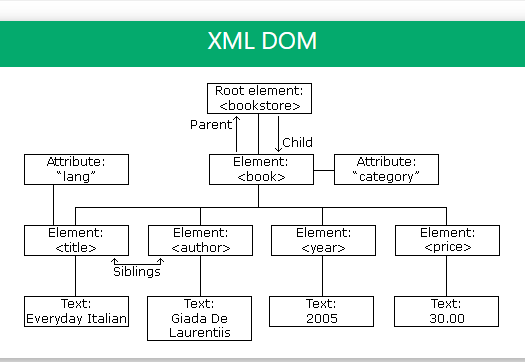 XML DOM
Root element:
<bookstore>
Parent
Child
Attribute:
"lang"
Element:
<book>
Attribute:
"category"
Element:
<title>
Element:
<author>
Element:
<year>
Element:
<price>
Siblings
Text:
Everyday Italian
Text:
Giada De
Laurentiis
Text:
2005
Text:
30.00